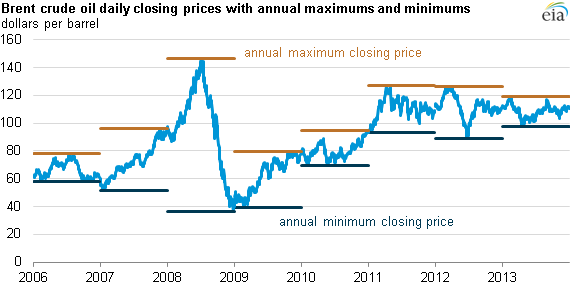 Brent crude oil daily closing prices with annual maximums and minimums
dollars per barrel
eia
160
140
120
100
80
60
40
20
0
annual maximum closing price
annual minimum closing price
2006 2007 2008 2009 2010 2011 2012 2013